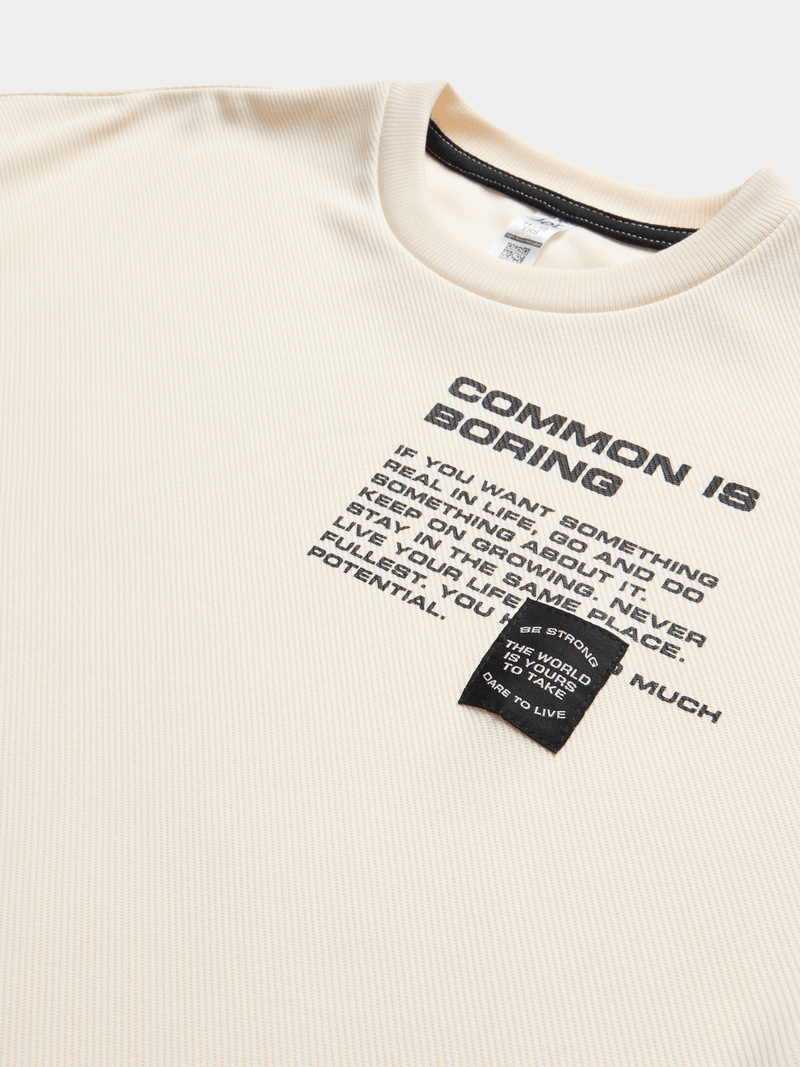 YRS
COMMON IS
BORING
IF YOU WANT SOMETHING
REAL IN LIFE, GO AND DO
SOMETHING ABOUT IT.
KEEP ON GROWING. NEVER
STAY IN THE SAME PLACE.
LIVE YOUR LIFE
FULLEST. YOU MUCH
POTENTIAL.
BE STRONG
THE WORLD
IS YOURS
TO TAKE
DARE TO LIVE